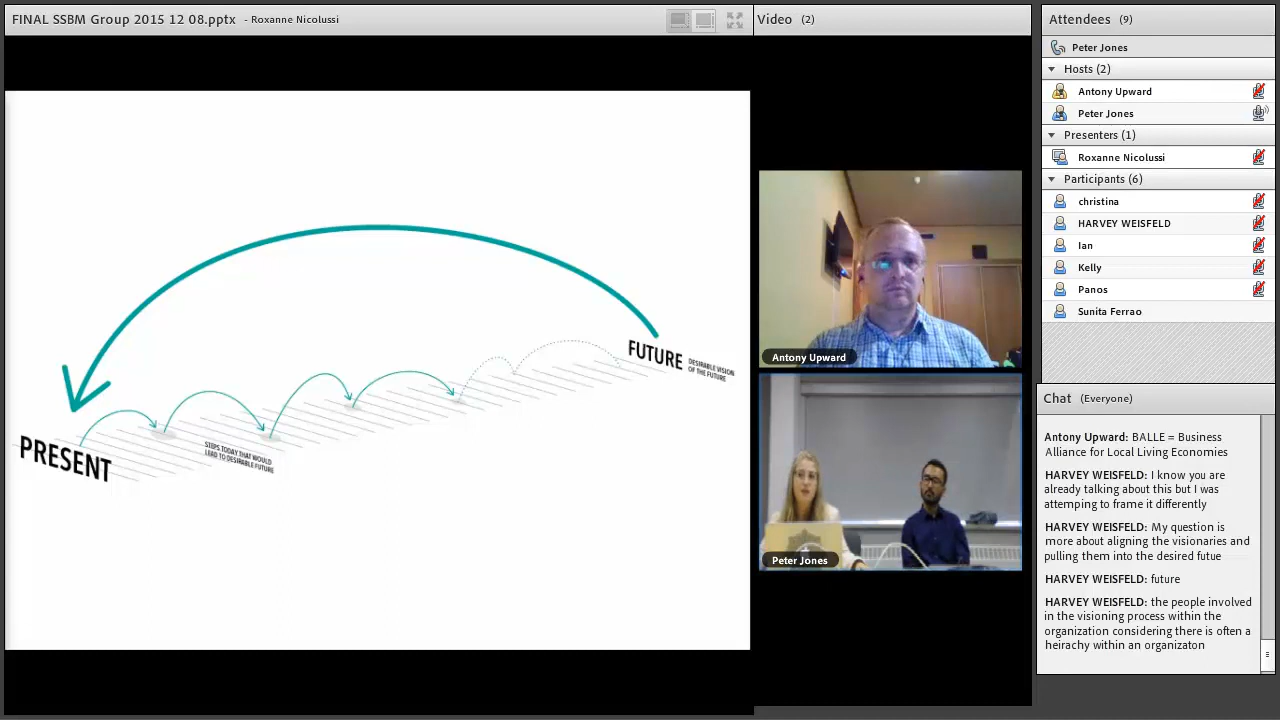 FINAL SSBM Group 2015 12 08.pptx - Roxanne Nicolussi
FUTURE
DESIRABLE VISION
OF THE FUTURE
PRESENT
STEPS TODAY THAT WOULD
LEAD TO DESIRABLE FUTURE
Video (2)
Antony Upward
Peter Jones
Attendees (9)
Peter Jones
Hosts (2)
Antony Upward
Peter Jones
Presenters (1)
Roxanne Nicolussi
Participants (6)
christina
HARVEY WEISFELD
Ian
Kelly
Panos
Sunita Ferrao
Chat (Everyone)
Antony Upward: BALLE = Business
Alliance for Local Living Economies
HARVEY WEISFELD: I know you are
already talking about this but I was
attemping to frame it differently
HARVEY WEISFELD: My question is
more about aligning the visionaries and
pulling them into the desired futue
HARVEY WEISFELD: future
HARVEY WEISFELD: the people involved
in the visioning process within the
organization considering there is often a
heirachy within an organizaton